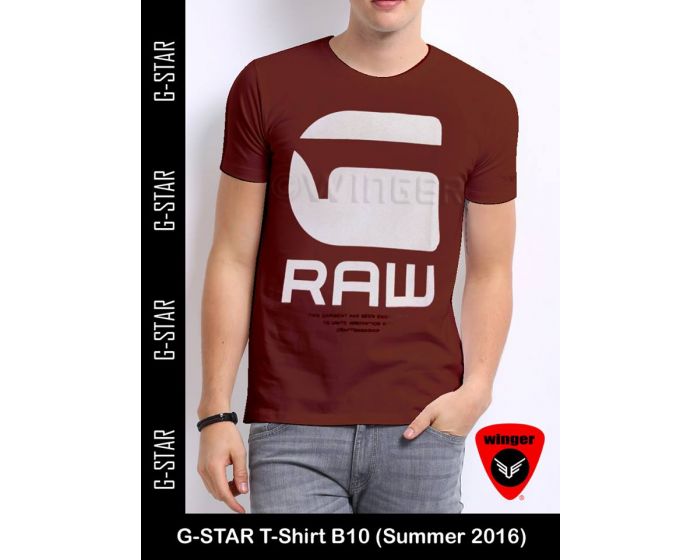 G-STAR
G-STAR
G-STAR
G-STAR
©WINGER
G
RAW
winger
®
G-STAR T-Shirt B10 (Summer 2016)